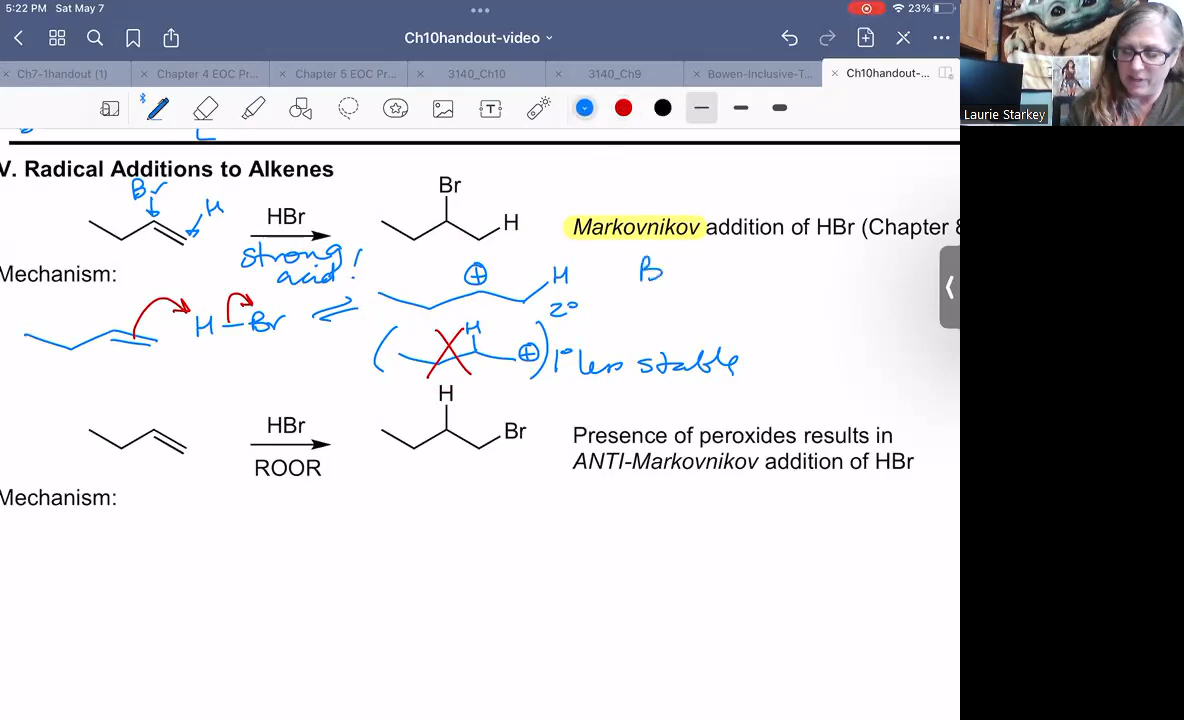 5:22 PM Sat May 7
23%
Ch10handout-video
Ch7-1handout (1)
Chapter 4 EOC Pr...
Chapter 5 EOC Pr...
3140_Ch10
3140_Ch9
Bowen-Inclusive-T...
Ch10handout-...
T
Laurie Starkey
V. Radical Additions to Alkenes
Br
H
HBr
strong
acid!
Br
H
Markovnikov addition of HBr (Chapter 8
Mechanism:
H–Br
+
H
2°
B
H
+
1° less stable
HBr
ROOR
H
Br
Presence of peroxides results in
ANTI-Markovnikov addition of HBr
Mechanism: